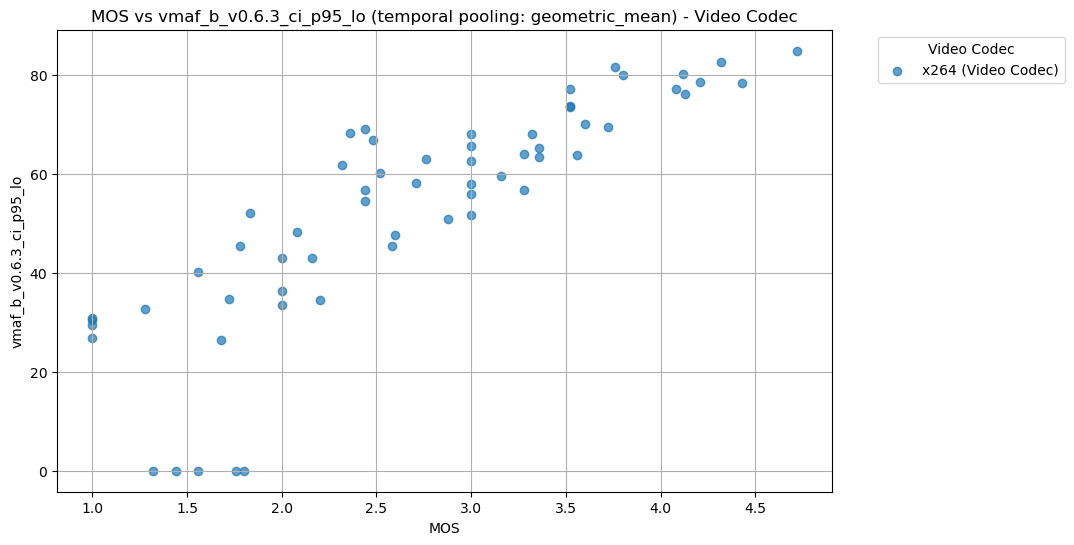 MOS vs vmaf_b_v0.6.3_ci_p95_lo (temporal pooling: geometric_mean) - Video Codec
Video Codec
x264 (Video Codec)
vmaf_b_v0.6.3_ci_p95_lo
80
60
40
20
0
1.0 1.5 2.0 2.5 3.0 3.5 4.0 4.5
MOS